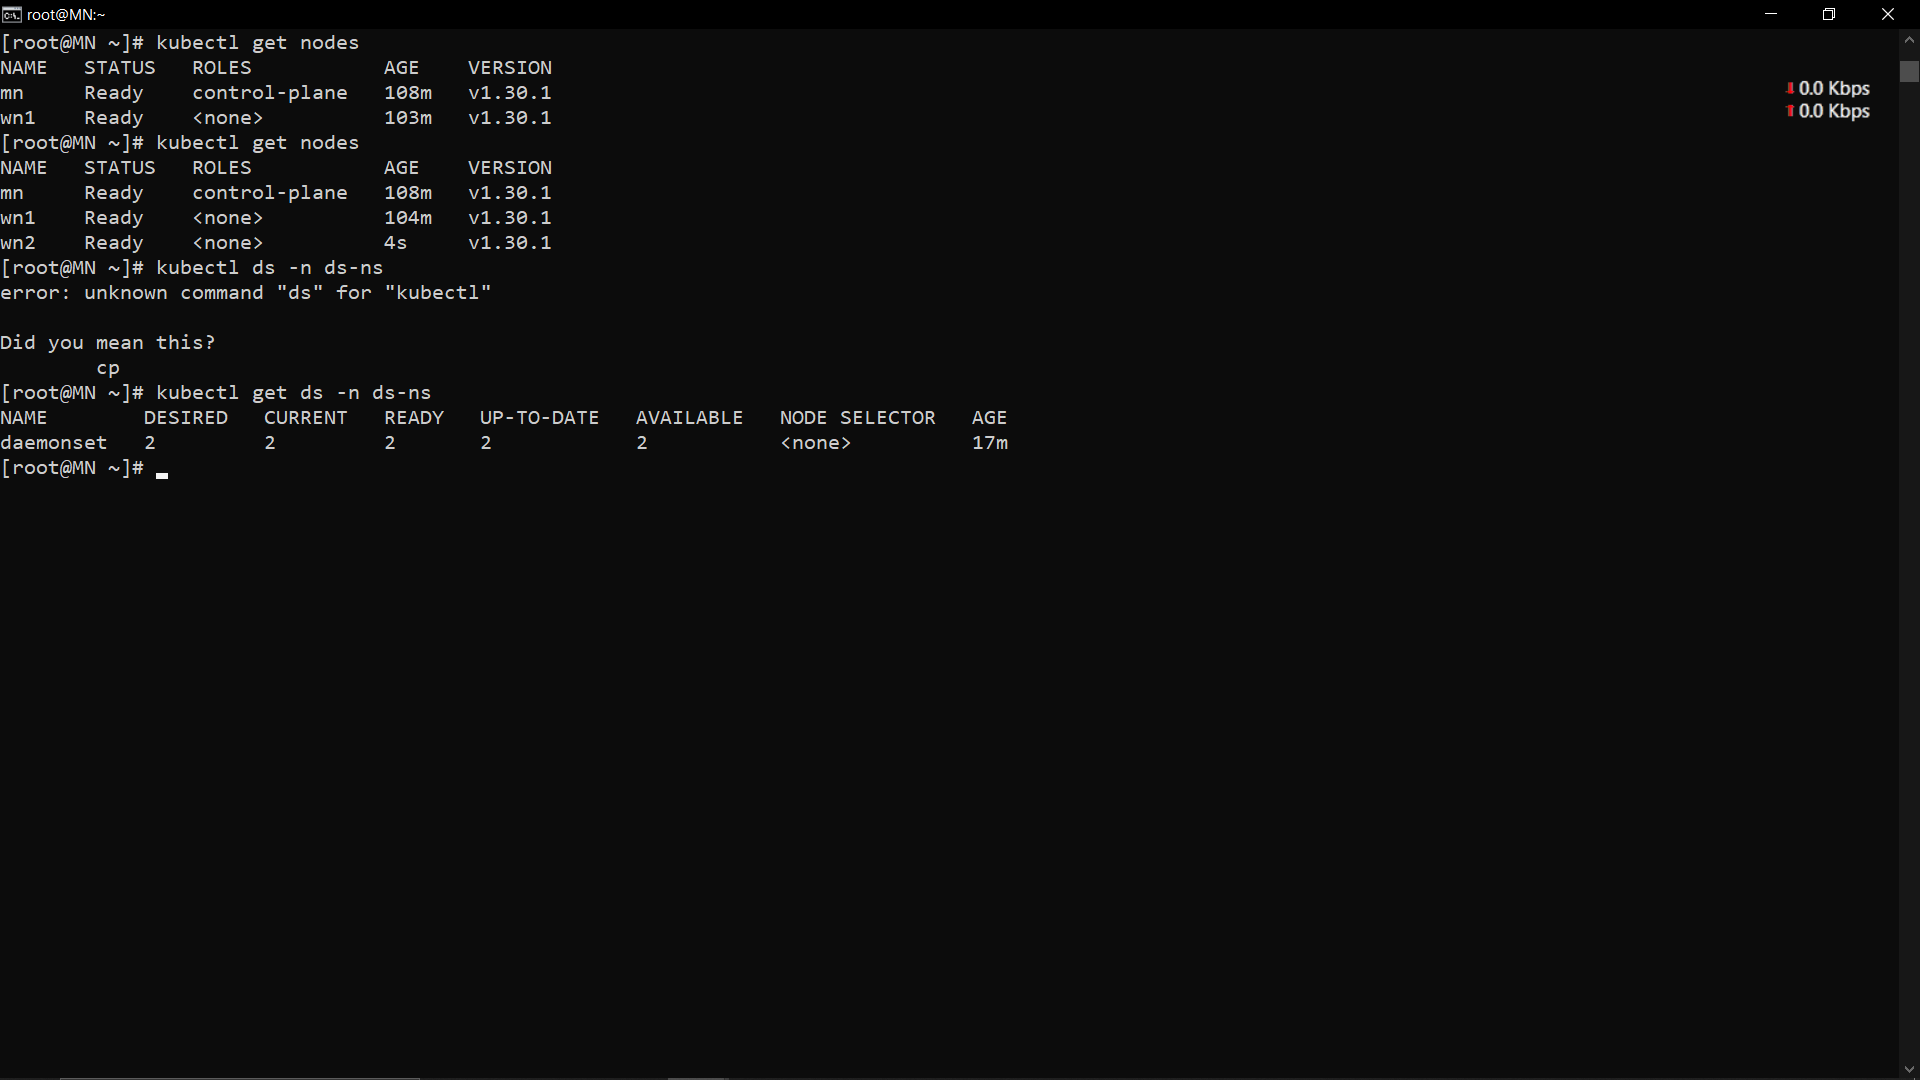 root@MN:~
[root@MN ~]# kubectl get nodes
NAME   STATUS   ROLES           AGE    VERSION
mn     Ready    control-plane   108m   v1.30.1
wn1    Ready    <none>          103m   v1.30.1
[root@MN ~]# kubectl get nodes
NAME   STATUS   ROLES           AGE    VERSION
mn     Ready    control-plane   108m   v1.30.1
wn1    Ready    <none>          104m   v1.30.1
wn2    Ready    <none>          4s     v1.30.1
[root@MN ~]# kubectl ds -n ds-ns
error: unknown command "ds" for "kubectl"
Did you mean this?
        cp
[root@MN ~]# kubectl get ds -n ds-ns
NAME        DESIRED   CURRENT   READY   UP-TO-DATE   AVAILABLE   NODE SELECTOR   AGE
daemonset   2         2         2       2            2           <none>          17m
[root@MN ~]#
0.0 Kbps
0.0 Kbps